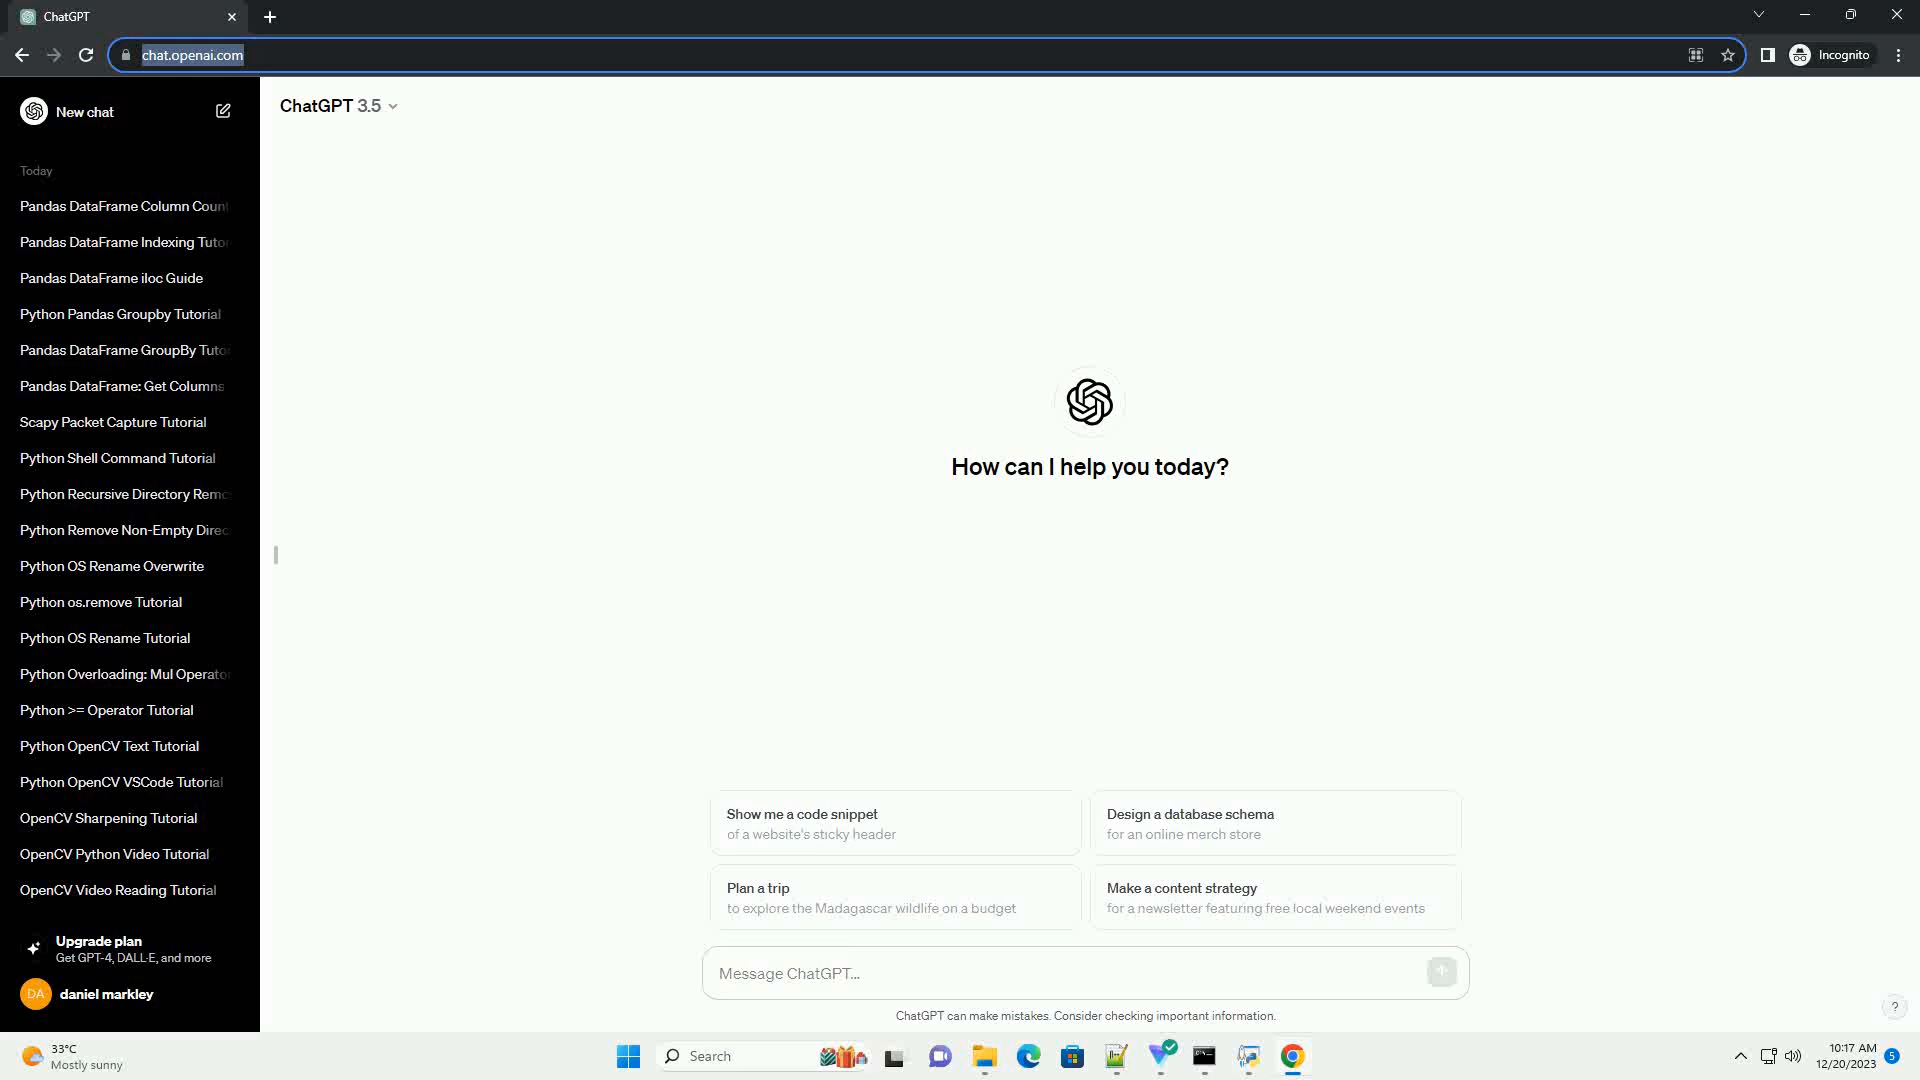 ChatGPT
chat.openai.com
Incognito
New chat
Today
Pandas DataFrame Column Coun
Pandas DataFrame Indexing Tuto
Pandas DataFrame iloc Guide
Python Pandas Groupby Tutorial
Pandas DataFrame GroupBy Tuto
Pandas DataFrame: Get Columns
Scapy Packet Capture Tutorial
Python Shell Command Tutorial
Python Recursive Directory Remo
Python Remove Non-Empty Direc
Python OS Rename Overwrite
Python os.remove Tutorial
Python OS Rename Tutorial
Python Overloading: Mul Operato
Python >= Operator Tutorial
Python OpenCV Text Tutorial
Python OpenCV VSCode Tutorial
OpenCV Sharpening Tutorial
OpenCV Python Video Tutorial
OpenCV Video Reading Tutorial
Upgrade plan
Get GPT-4, DALL·E, and more
DA daniel markley
ChatGPT 3.5
How can I help you today?
Show me a code snippet
of a website's sticky header
Design a database schema
for an online merch store
Plan a trip
to explore the Madagascar wildlife on a budget
Make a content strategy
for a newsletter featuring free local weekend events
Message ChatGPT...
ChatGPT can make mistakes. Consider checking important information.
?
33°C
Mostly sunny
Search
10:17 AM
12/20/2023
5